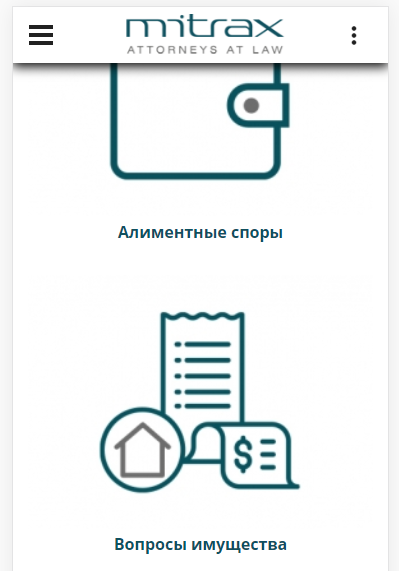 mitrax
ATTORNEYS AT LAW
Алиментные споры
$
Вопросы имущества